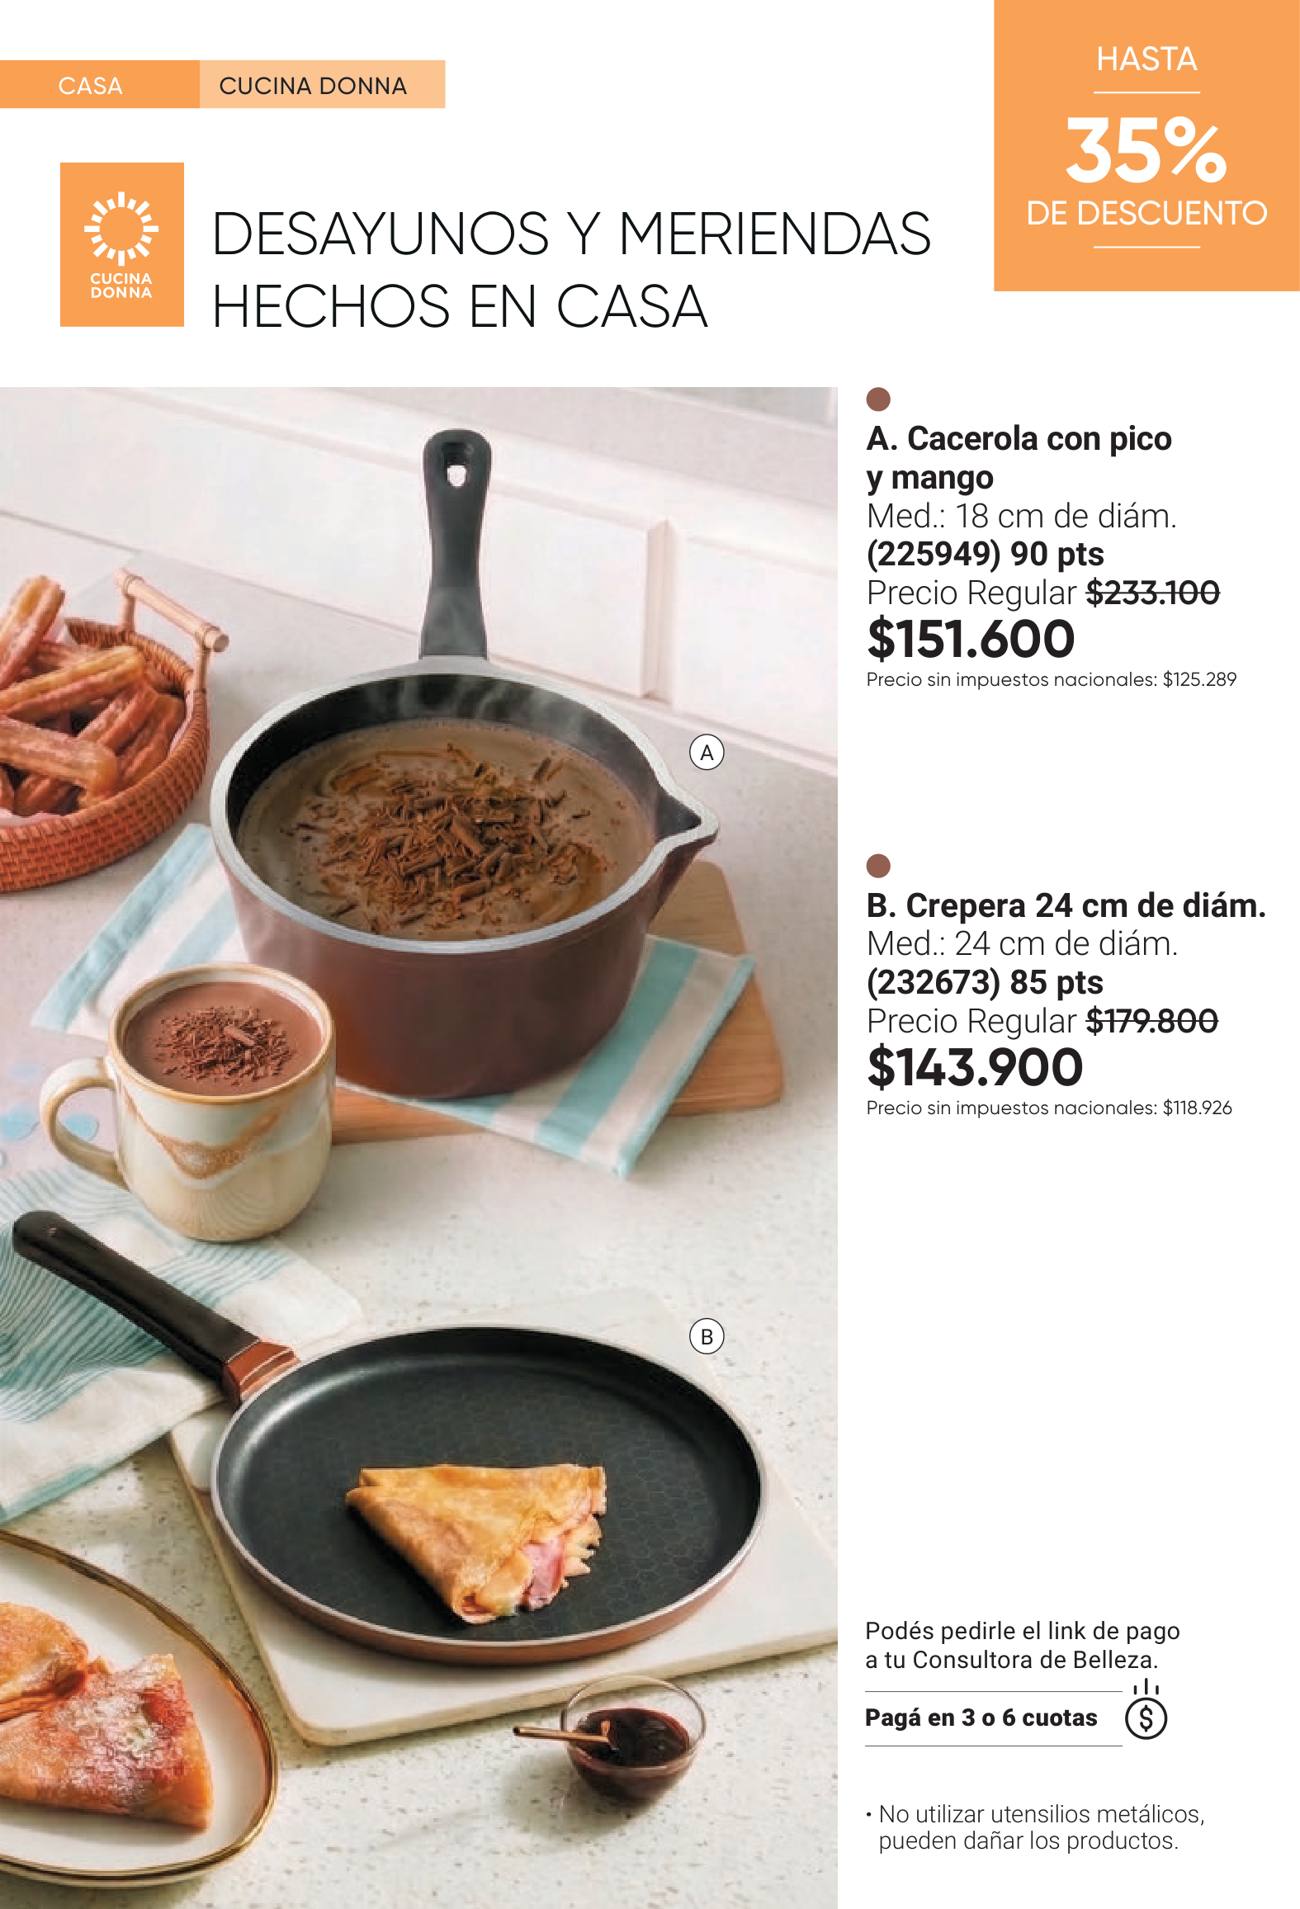 CASA
CUCINA DONNA
HASTA
35%
DE DESCUENTO
CUCINA
DONNA
DESAYUNOS Y MERIENDAS
HECHOS EN CASA
A. Cacerola con pico
y mango
Med.: 18 cm de diám.
(225949) 90 pts
Precio Regular $233.100
$151.600
Precio sin impuestos nacionales: $125.289
A
B. Crepera 24 cm de diám.
Med.: 24 cm de diám.
(232673) 85 pts
Precio Regular $179.800
$143.900
Precio sin impuestos nacionales: $118.926
B
Podés pedirle el link de pago
a tu Consultora de Belleza.
Pagá en 3 o 6 cuotas
$
• No utilizar utensilios metálicos,
pueden dañar los productos.